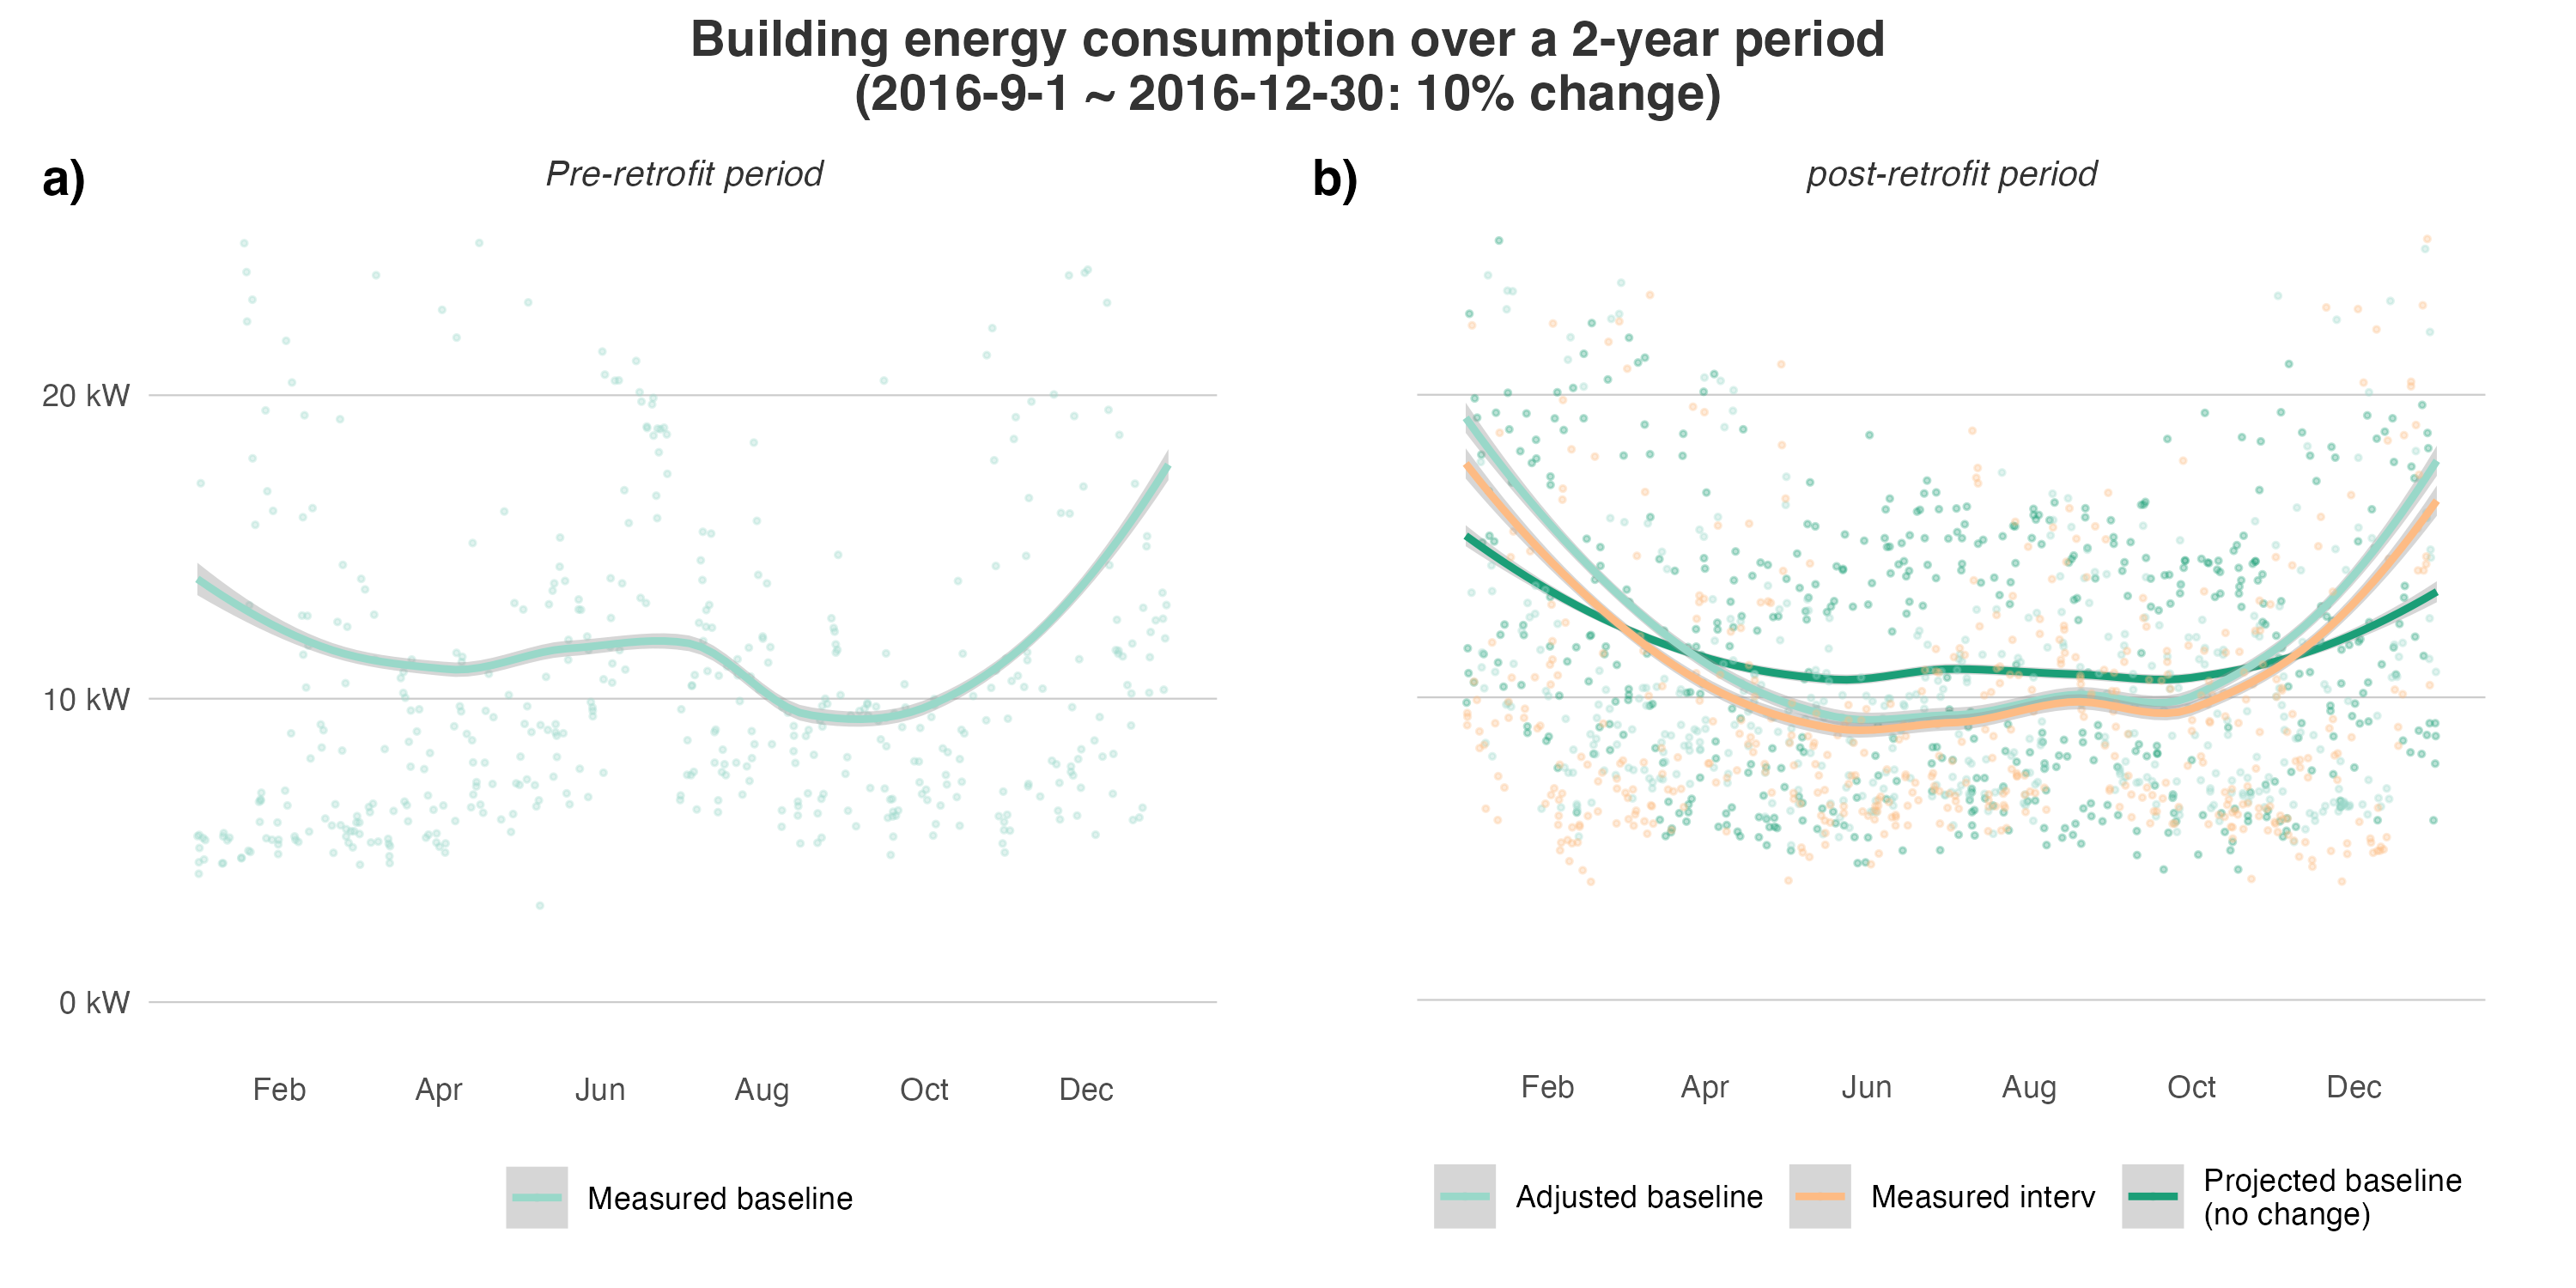 Building energy consumption over a 2-year period
(2016-9-1 ~ 2016-12-30: 10% change)
a)
Pre-retrofit period
20 kW
10 kW
0 kW
Feb Apr Jun Aug Oct Dec
Measured baseline
b)
post-retrofit period
Feb Apr Jun Aug Oct Dec
Adjusted baseline
Measured interv
Projected baseline
(no change)